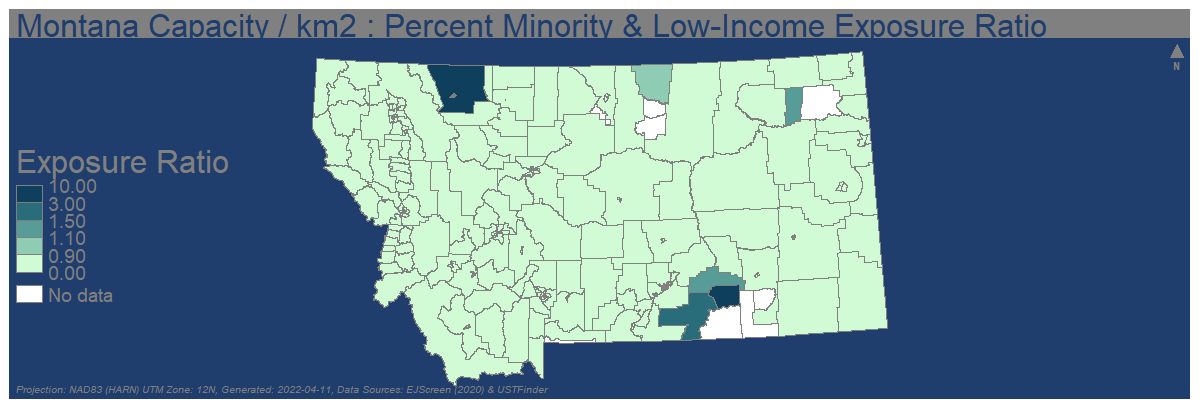 Montana Capacity / km2 : Percent Minority & Low-Income Exposure Ratio
N
Exposure Ratio
10.00
3.00
1.50
1.10
0.90
0.00
No data
Projection: NAD83 (HARN) UTM Zone: 12N, Generated: 2022-04-11, Data Sources: EJScreen (2020) & USTFinder